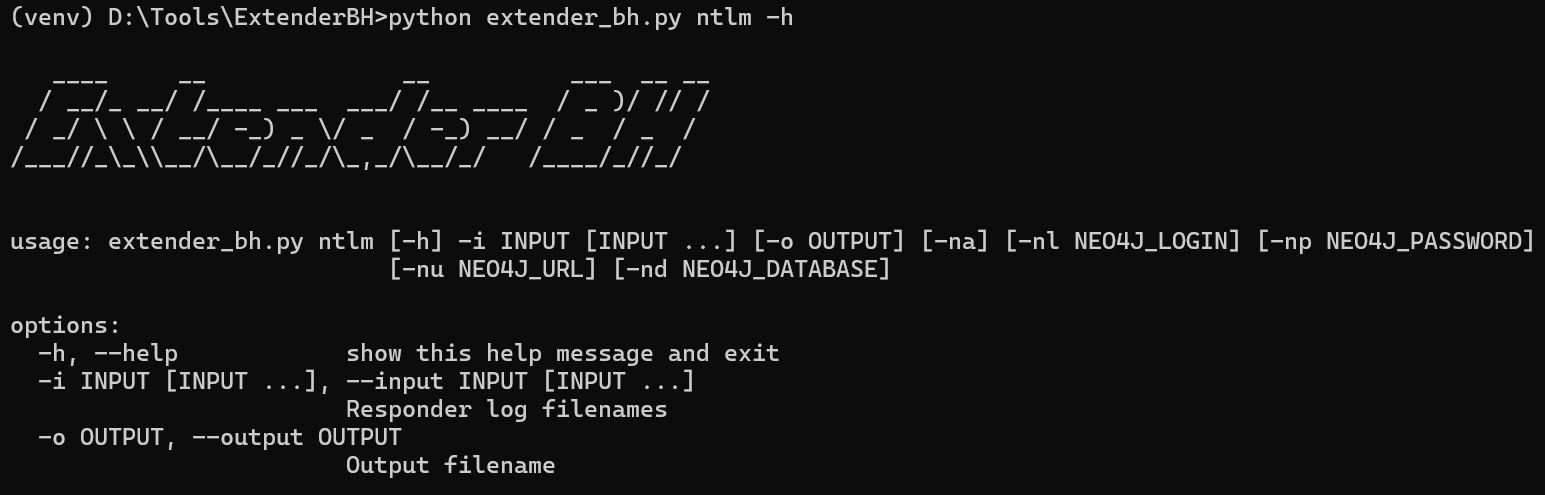 (venv) D:\Tools\ExtenderBH>python extender_bh.py ntlm -h
   ____     __              __          ___  __ __
  / __/_ __/ /____ ___  ___/ /__ ____  / _ )/ // /
 / _/ \ \ / __/ -_) _ \/ _  / -_) __/ / _  / _  /
/___//_\_\\__/\__/_//_/\_,_/\__/_/   /____/_//_/
usage: extender_bh.py ntlm [-h] -i INPUT [INPUT ...] [-o OUTPUT] [-na] [-nl NEO4J_LOGIN] [-np NEO4J_PASSWORD]
                           [-nu NEO4J_URL] [-nd NEO4J_DATABASE]
options:
  -h, --help            show this help message and exit
  -i INPUT [INPUT ...], --input INPUT [INPUT ...]
                        Responder log filenames
  -o OUTPUT, --output OUTPUT
                        Output filename